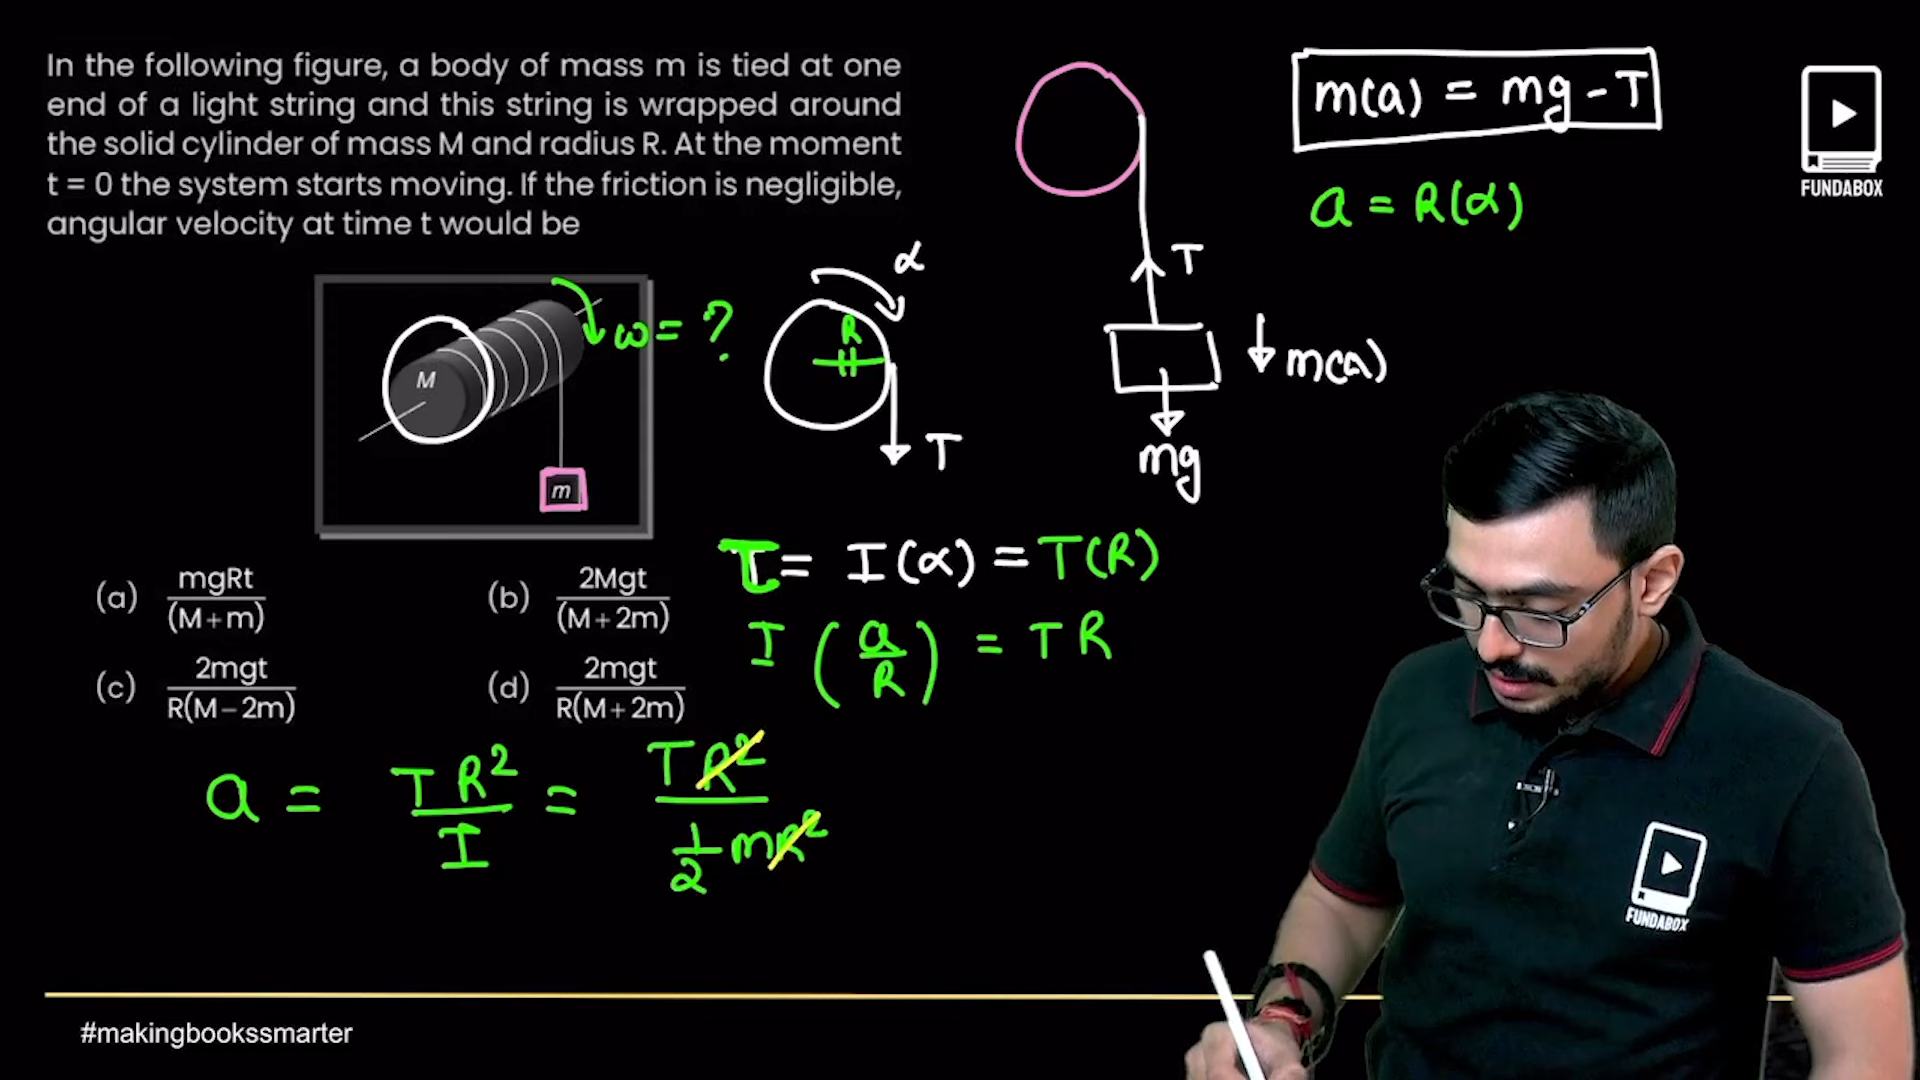 In the following figure, a body of mass m is tied at one
end of a light string and this string is wrapped around
the solid cylinder of mass M and radius R. At the moment
t = 0 the system starts moving. If the friction is negligible,
angular velocity at time t would be
M
m
ω = ?
α
R
T
T
mg
m(a)
m(a) = mg - T
a = R(α)
FUNDABOX
(a) mgRt / (M+m)
(b) 2Mgt / (M+2m)
(c) 2mgt / R(M−2m)
(d) 2mgt / R(M+2m)
τ = I(α) = T(R)
I (a/R) = TR
a = TR² / I = TR² / ½mR²
FUNDABOX
#makingbookssmarter